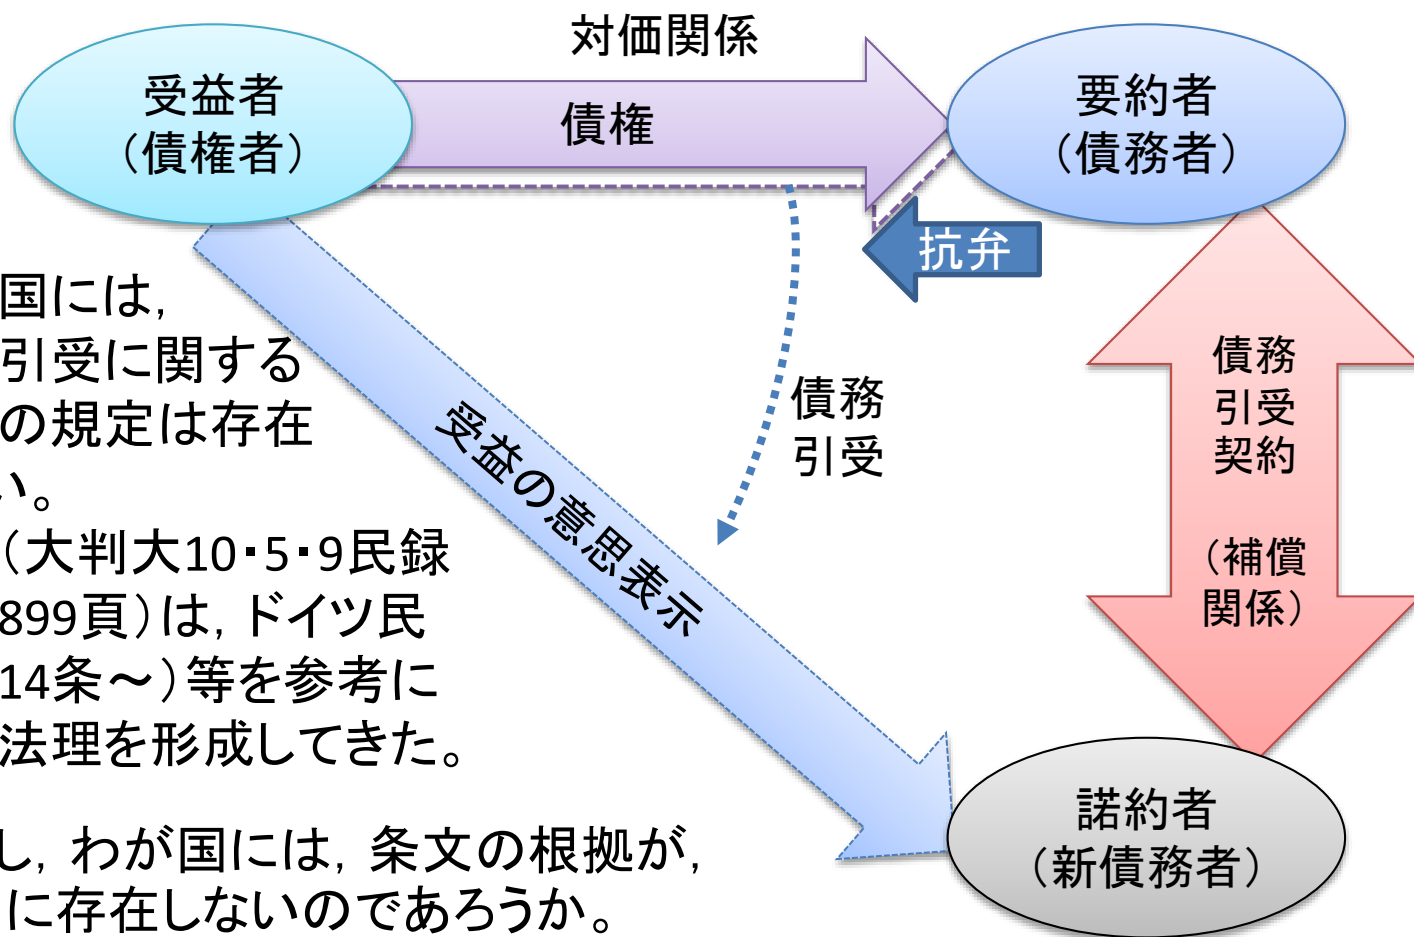 対価関係
受益者
（債権者）
債権
要約者
（債務者）
抗弁
国には，
引受に関する
の規定は存在
い。
（大判大10・5・9民録
899頁）は，ドイツ民
14条～）等を参考に
法理を形成してきた。
し，わが国には，条文の根拠が，
に存在しないのであろうか。
受益の意思表示
債務
引受
債務
引受
契約
（補償
関係）
諾約者
（新債務者）